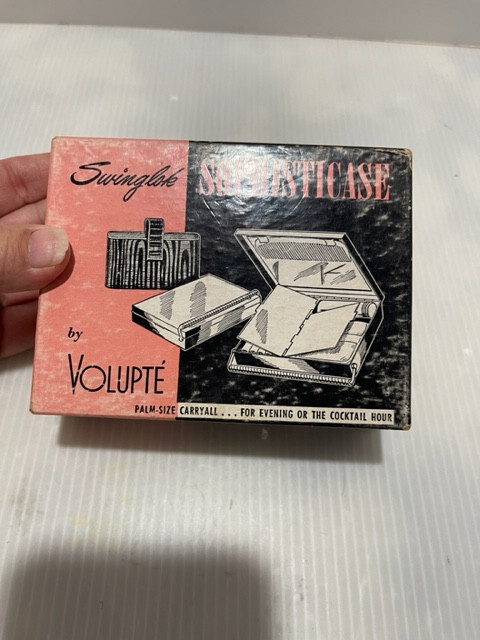 Swinglok SOPHISTICASE
by
VOLUPTÉ
PALM-SIZE CARRYALL . . . FOR EVENING OR THE COCKTAIL HOUR